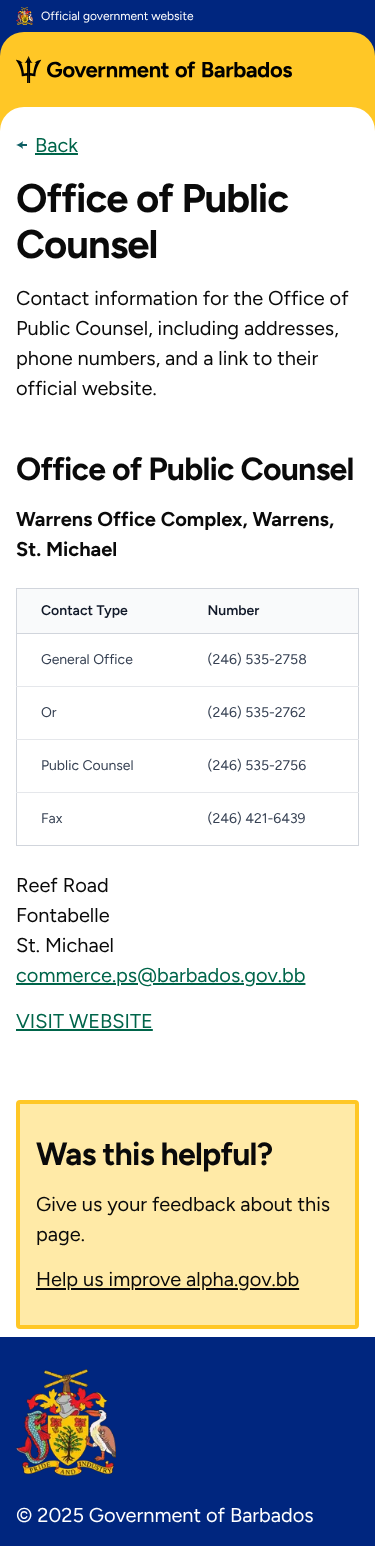 Official government website
Government of Barbados
Back
Office of Public
Counsel
Contact information for the Office of
Public Counsel, including addresses,
phone numbers, and a link to their
official website.
Office of Public Counsel
Warrens Office Complex, Warrens,
St. Michael
Contact Type Number
General Office (246) 535-2758
Or (246) 535-2762
Public Counsel (246) 535-2756
Fax (246) 421-6439
Reef Road
Fontabelle
St. Michael
commerce.ps@barbados.gov.bb
VISIT WEBSITE
Was this helpful?
Give us your feedback about this
page.
Help us improve alpha.gov.bb
PRIDE AND INDUSTRY
© 2025 Government of Barbados